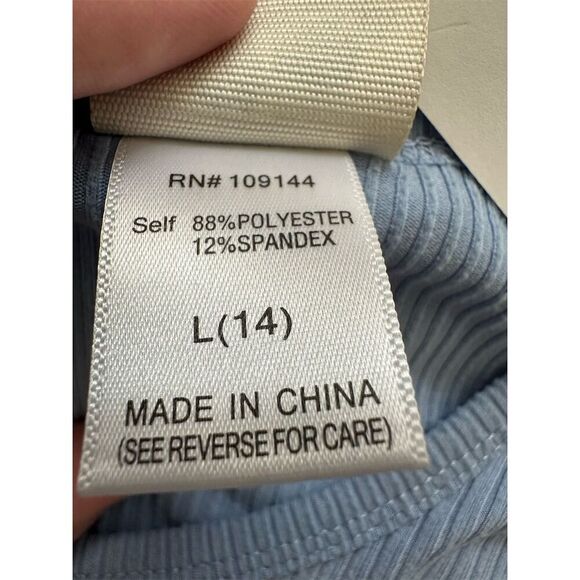 RN# 109144
Self 88%POLYESTER
12%SPANDEX
L(14)
MADE IN CHINA
(SEE REVERSE FOR CARE)